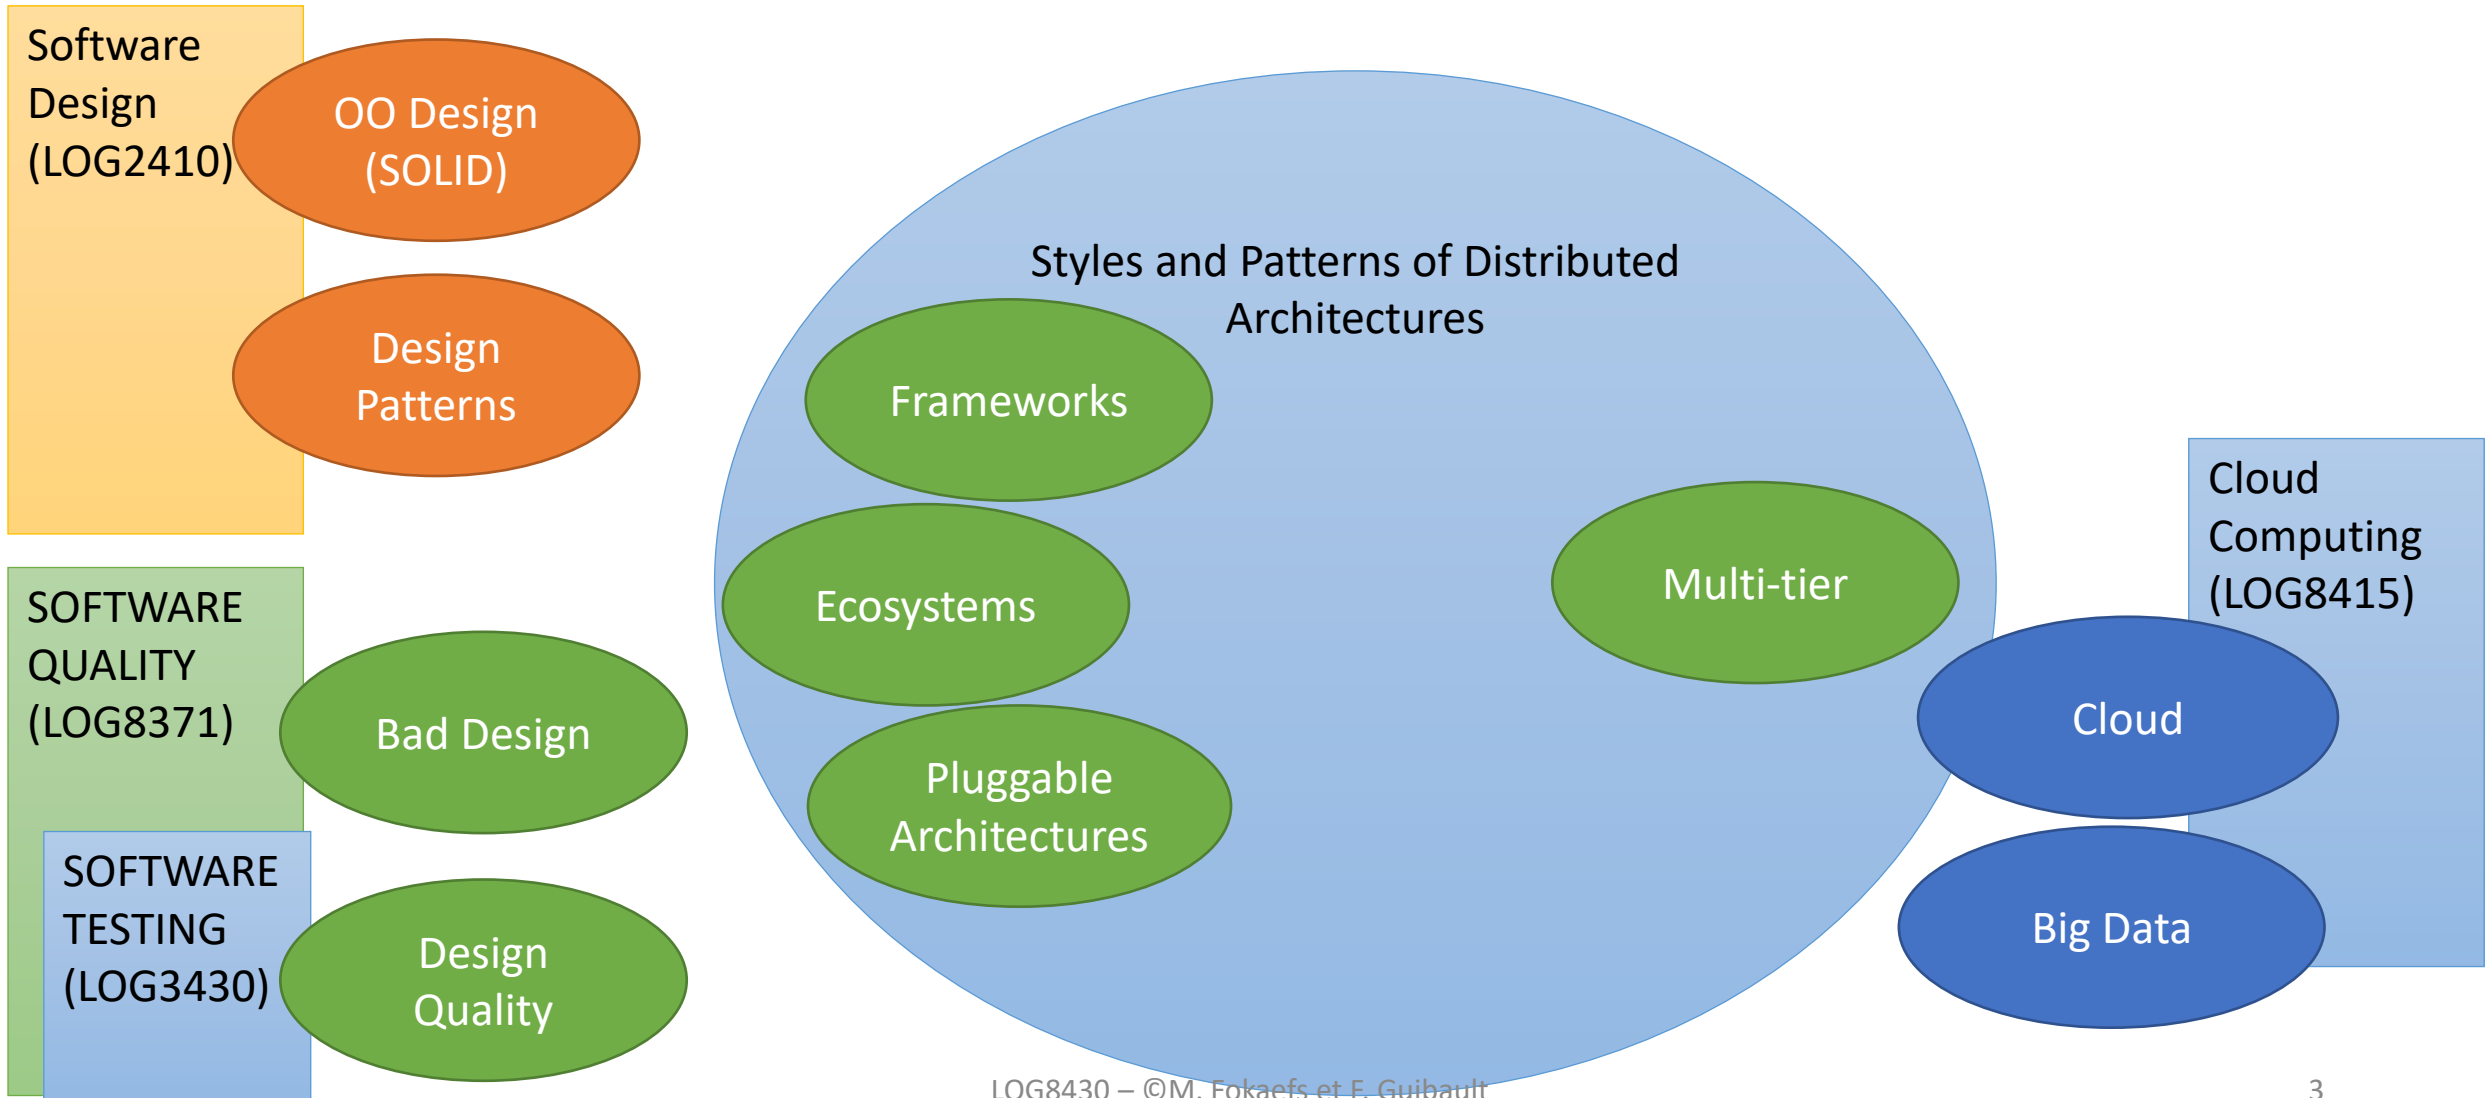 Software
Design
(LOG2410)
OO Design
(SOLID)
Design
Patterns
SOFTWARE
QUALITY
(LOG8371)
Bad Design
SOFTWARE
TESTING
(LOG3430)
Design
Quality
Styles and Patterns of Distributed
Architectures
Frameworks
Ecosystems
Pluggable
Architectures
Multi-tier
Cloud
Computing
(LOG8415)
Cloud
Big Data
LOG8430 – ©M. Fokaefs et F. Guibault
3